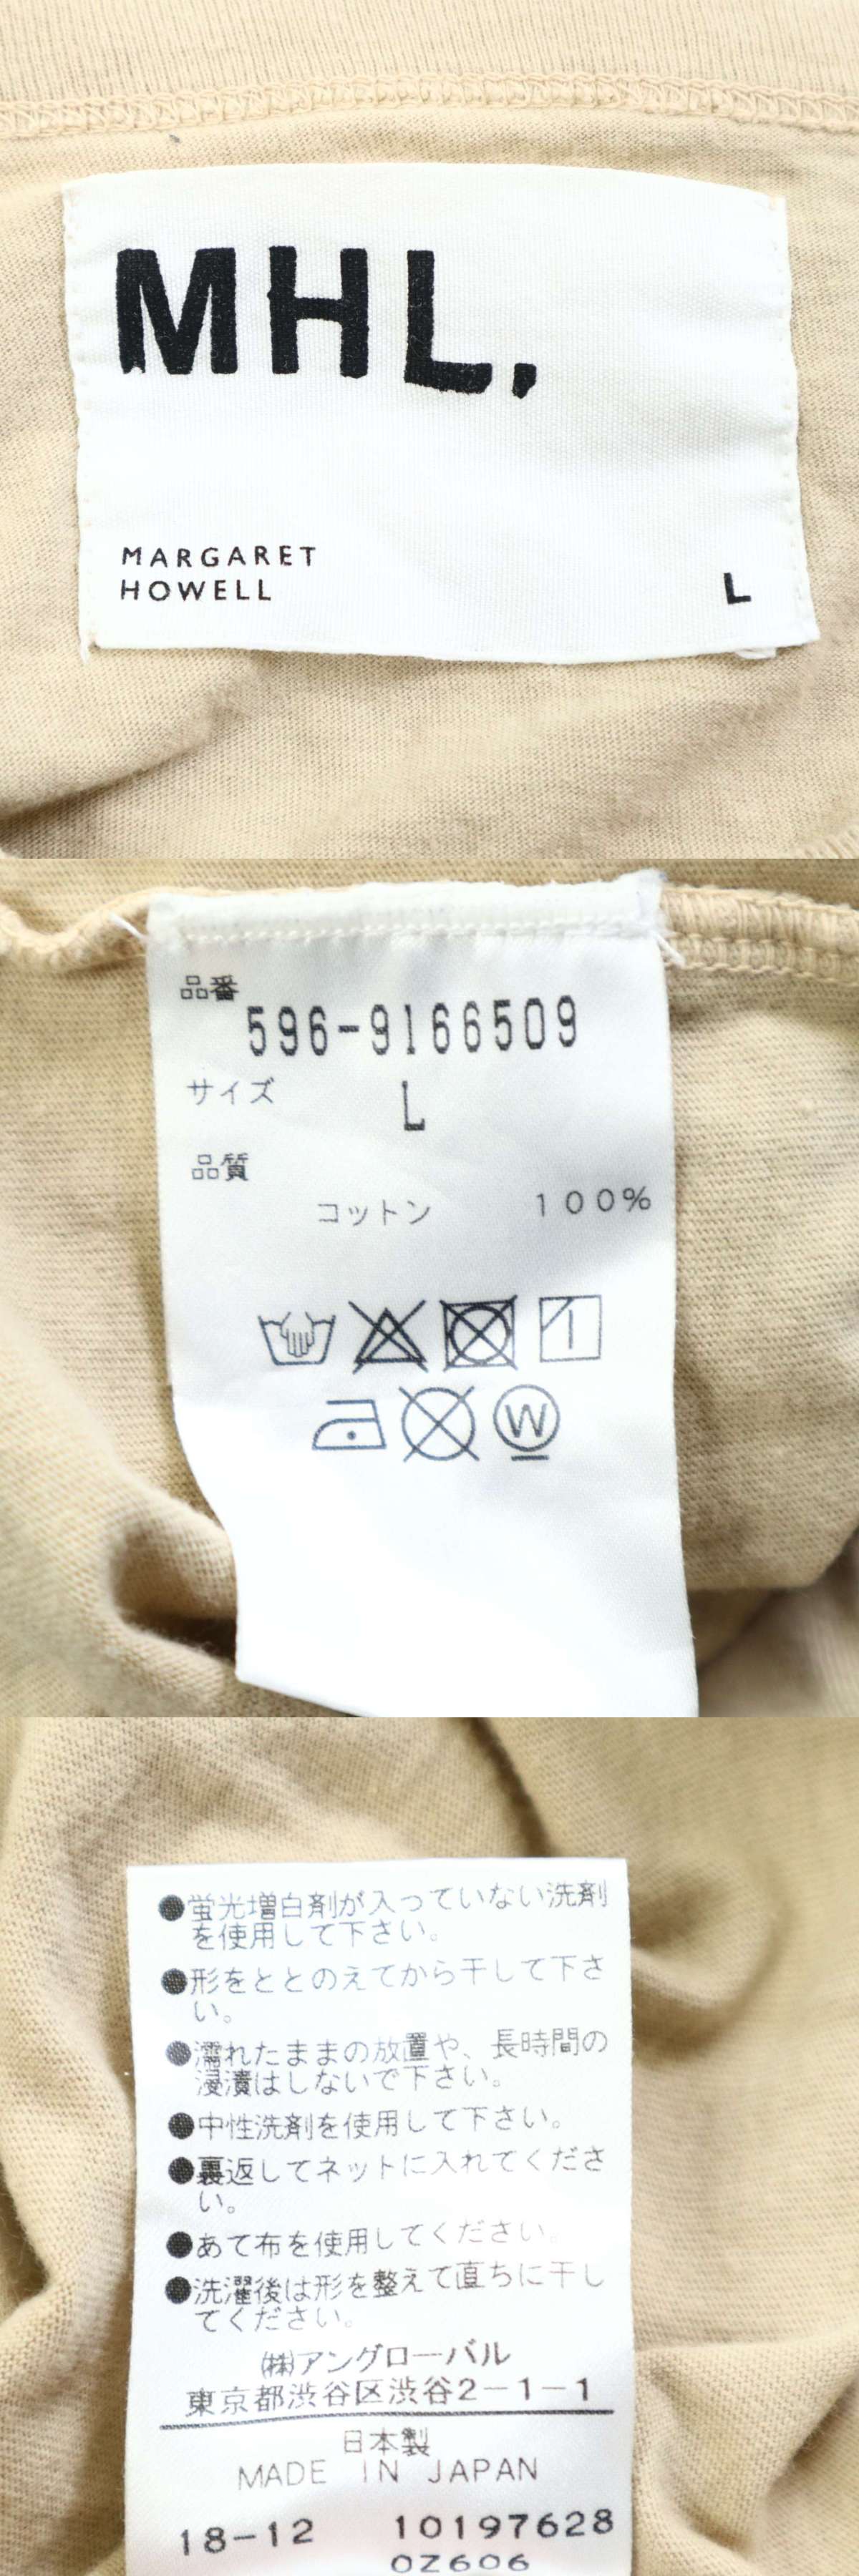 MHL.
MARGARET
HOWELL
L
品番
596-9166509
サイズ
L
品質
コットン 100%
W
●蛍光増白剤が入っていない洗剤
を使用して下さい。
●形をととのえてから干して下さ
い。
●濡れたままの放置や、長時間の
浸漬はしないで下さい。
●中性洗剤を使用して下さい。
●裏返してネットに入れてくださ
い。
●あて布を使用してください。
●洗濯後は形を整えて直ちに干し
てください。
㈱アングローバル
東京都渋谷区渋谷2-1-1
日本製
MADE IN JAPAN
18-12 10197628
0Z606